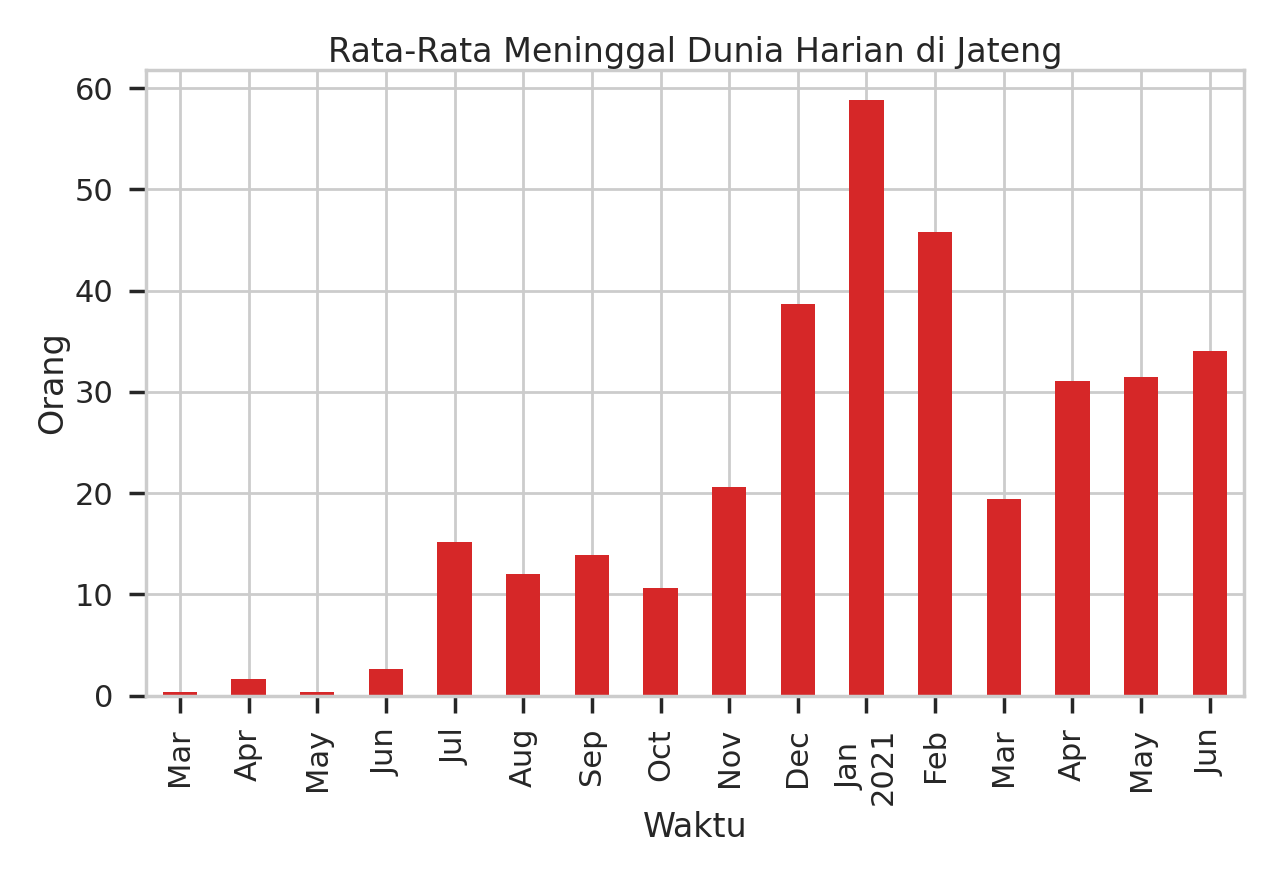 Rata-Rata Meninggal Dunia Harian di Jateng
60
50
40
30
20
10
0
Orang
Mar
Apr
May
Jun
Jul
Aug
Sep
Oct
Nov
Dec
Jan
2021
Feb
Mar
Apr
May
Jun
Waktu